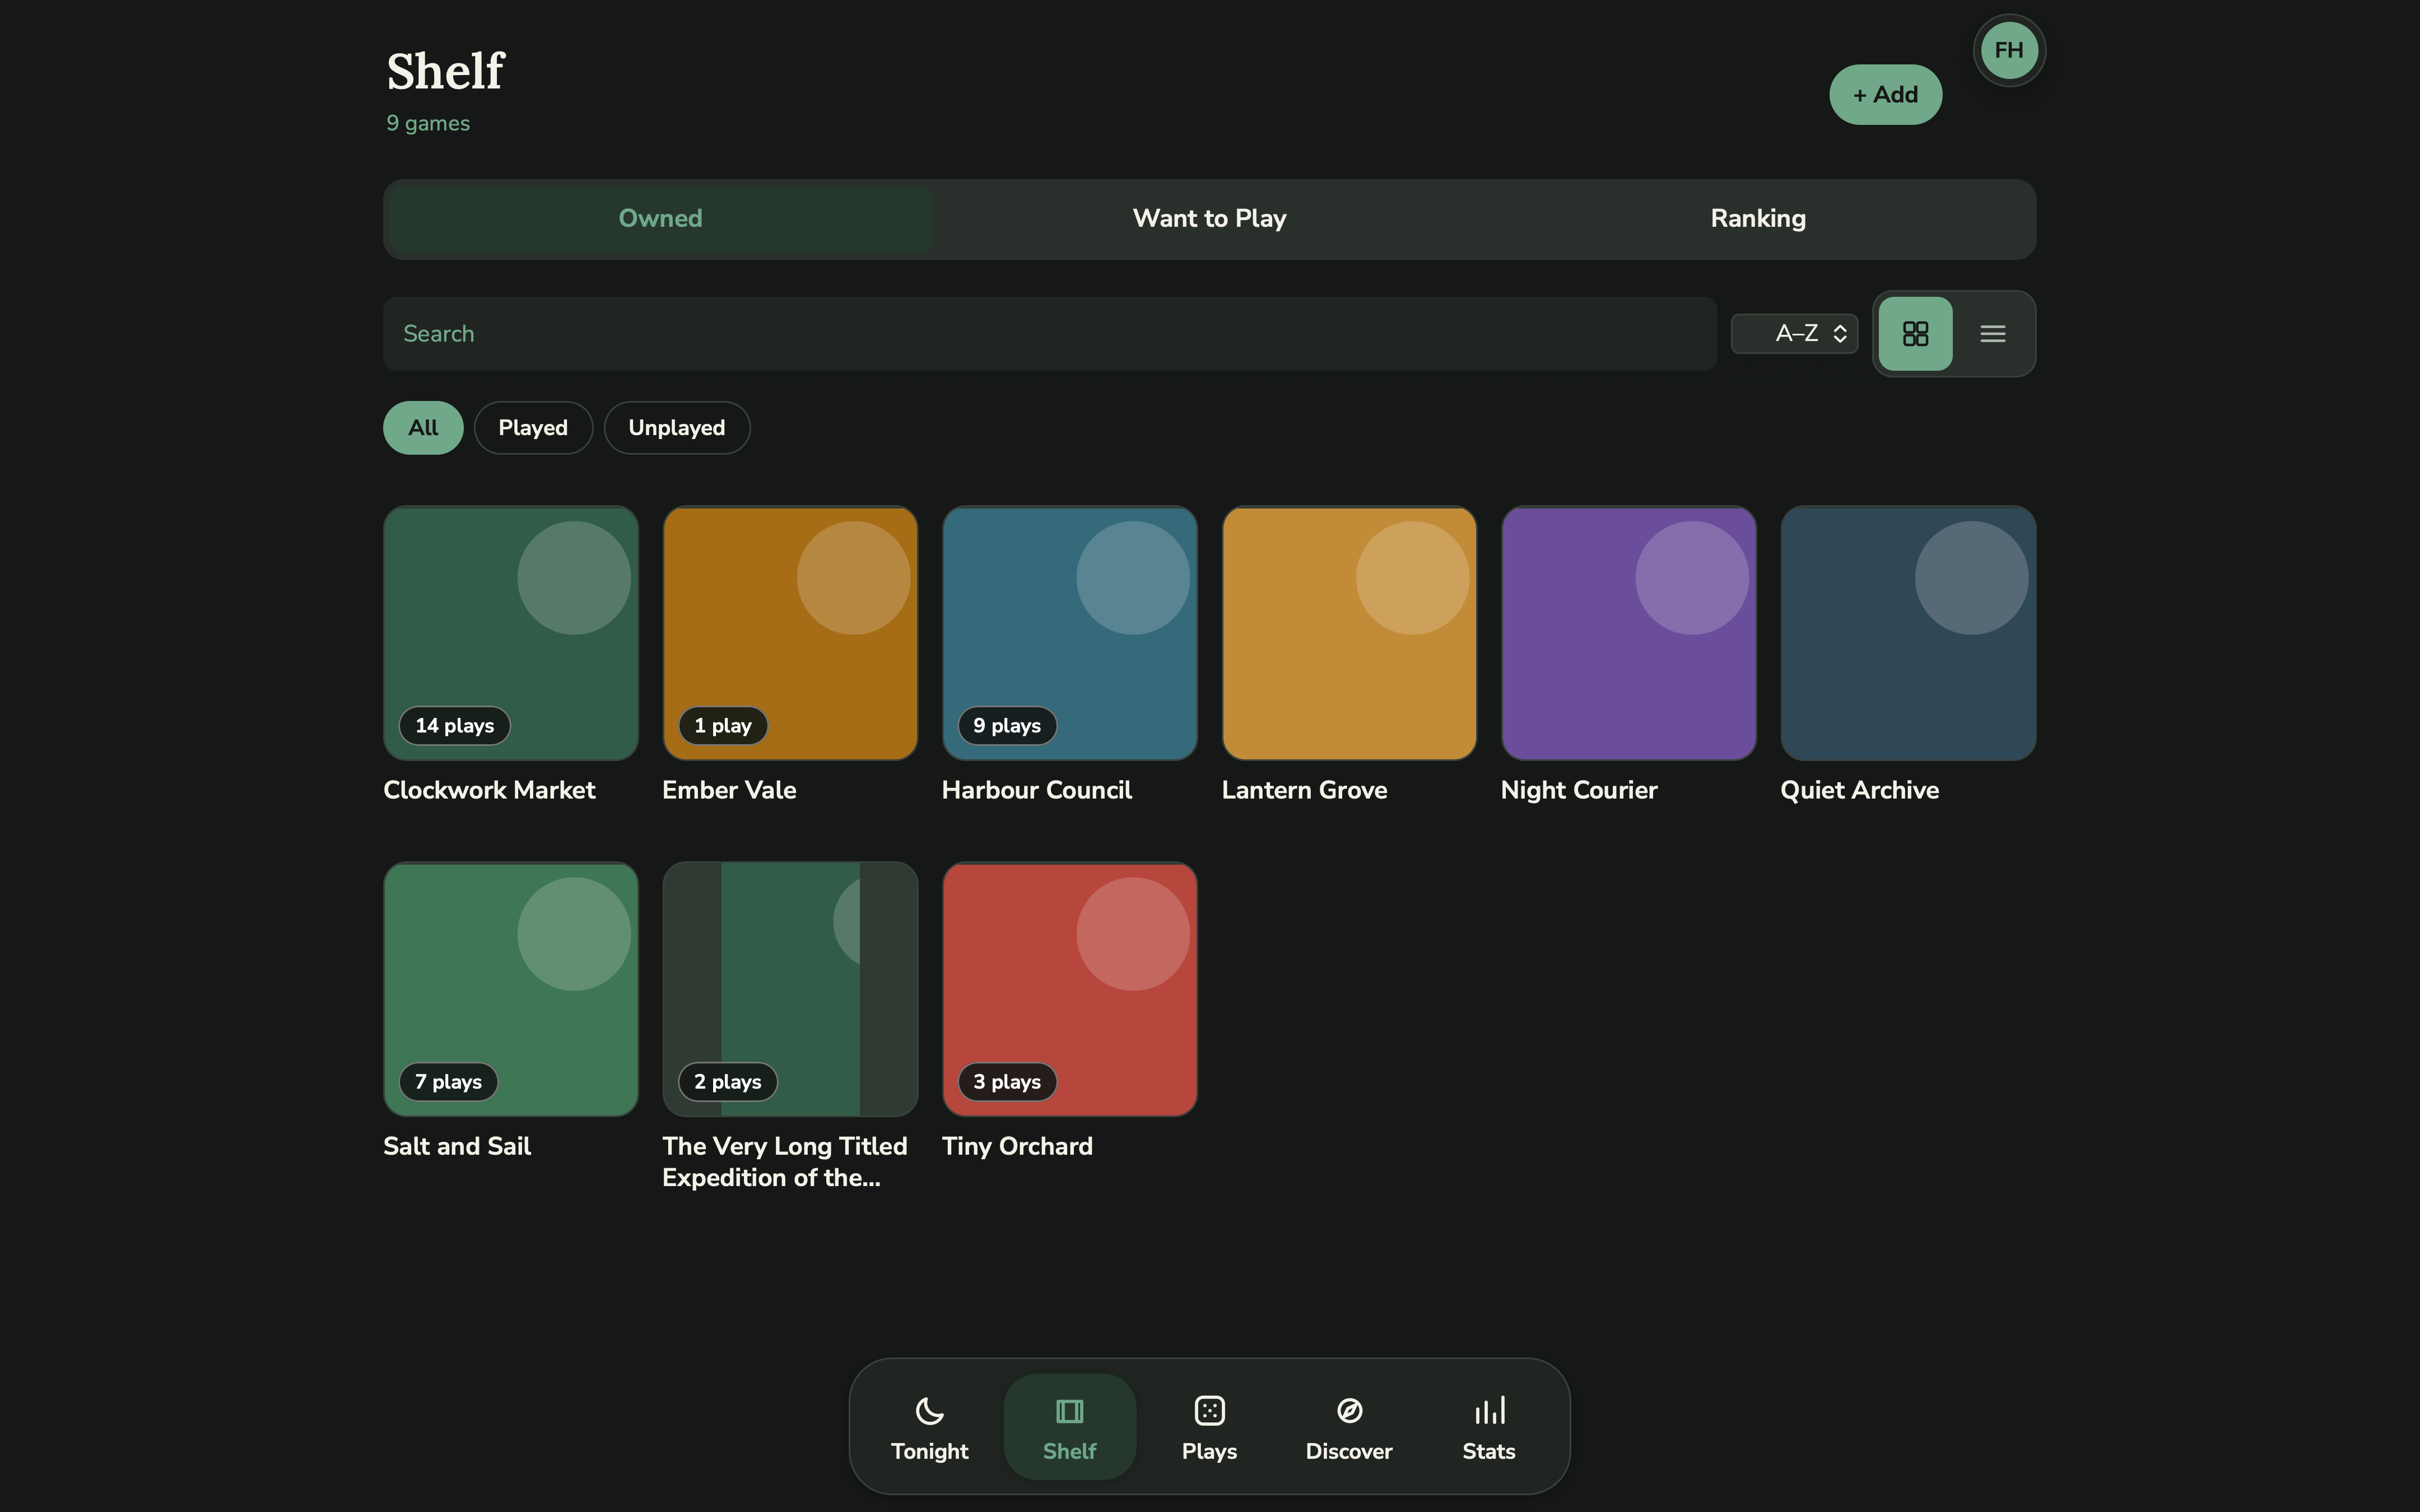 Shelf
9 games
+ Add
FH
Owned
Want to Play
Ranking
Search
A–Z
All
Played
Unplayed
14 plays
1 play
9 plays
Clockwork Market
Ember Vale
Harbour Council
Lantern Grove
Night Courier
Quiet Archive
7 plays
2 plays
3 plays
Salt and Sail
The Very Long Titled
Expedition of the...
Tiny Orchard
Tonight
Shelf
Plays
Discover
Stats